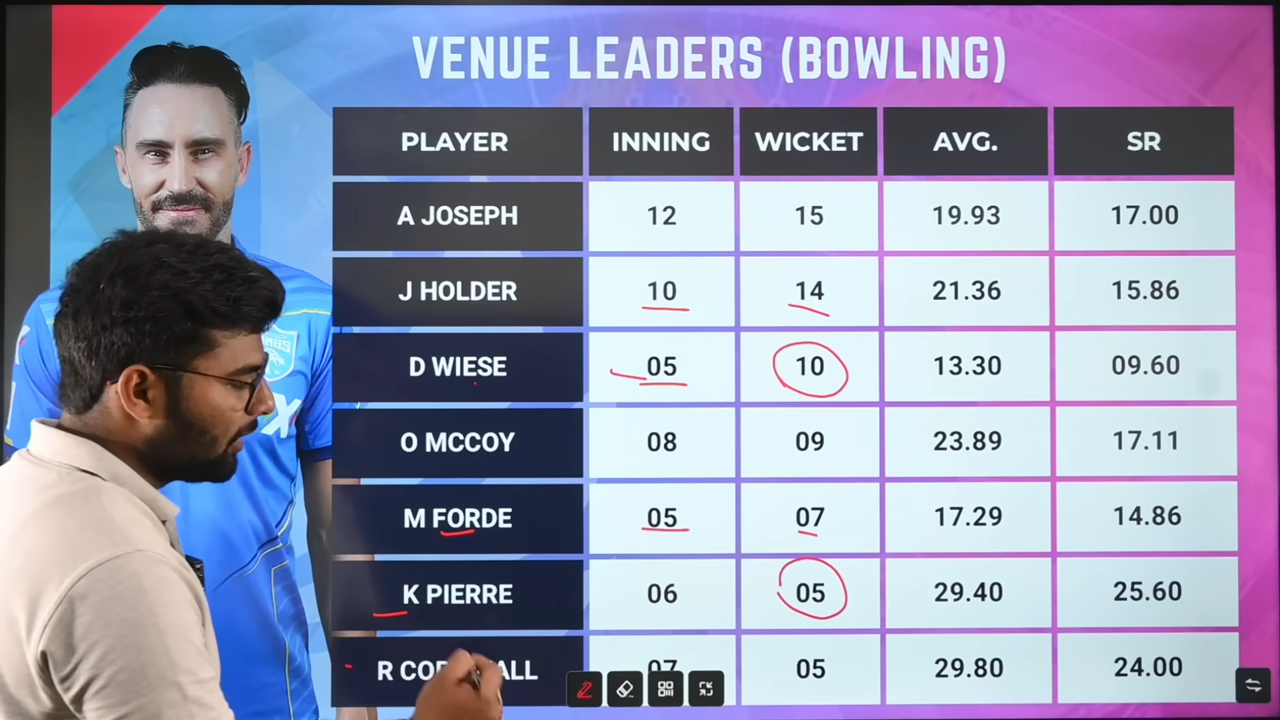 VENUE LEADERS (BOWLING)
PLAYER INNING WICKET AVG. SR
A JOSEPH 12 15 19.93 17.00
J HOLDER 10 14 21.36 15.86
D WIESE 05 10 13.30 09.60
O MCCOY 08 09 23.89 17.11
M FORDE 05 07 17.29 14.86
K PIERRE 06 05 29.40 25.60
R 07 05 29.80 24.00